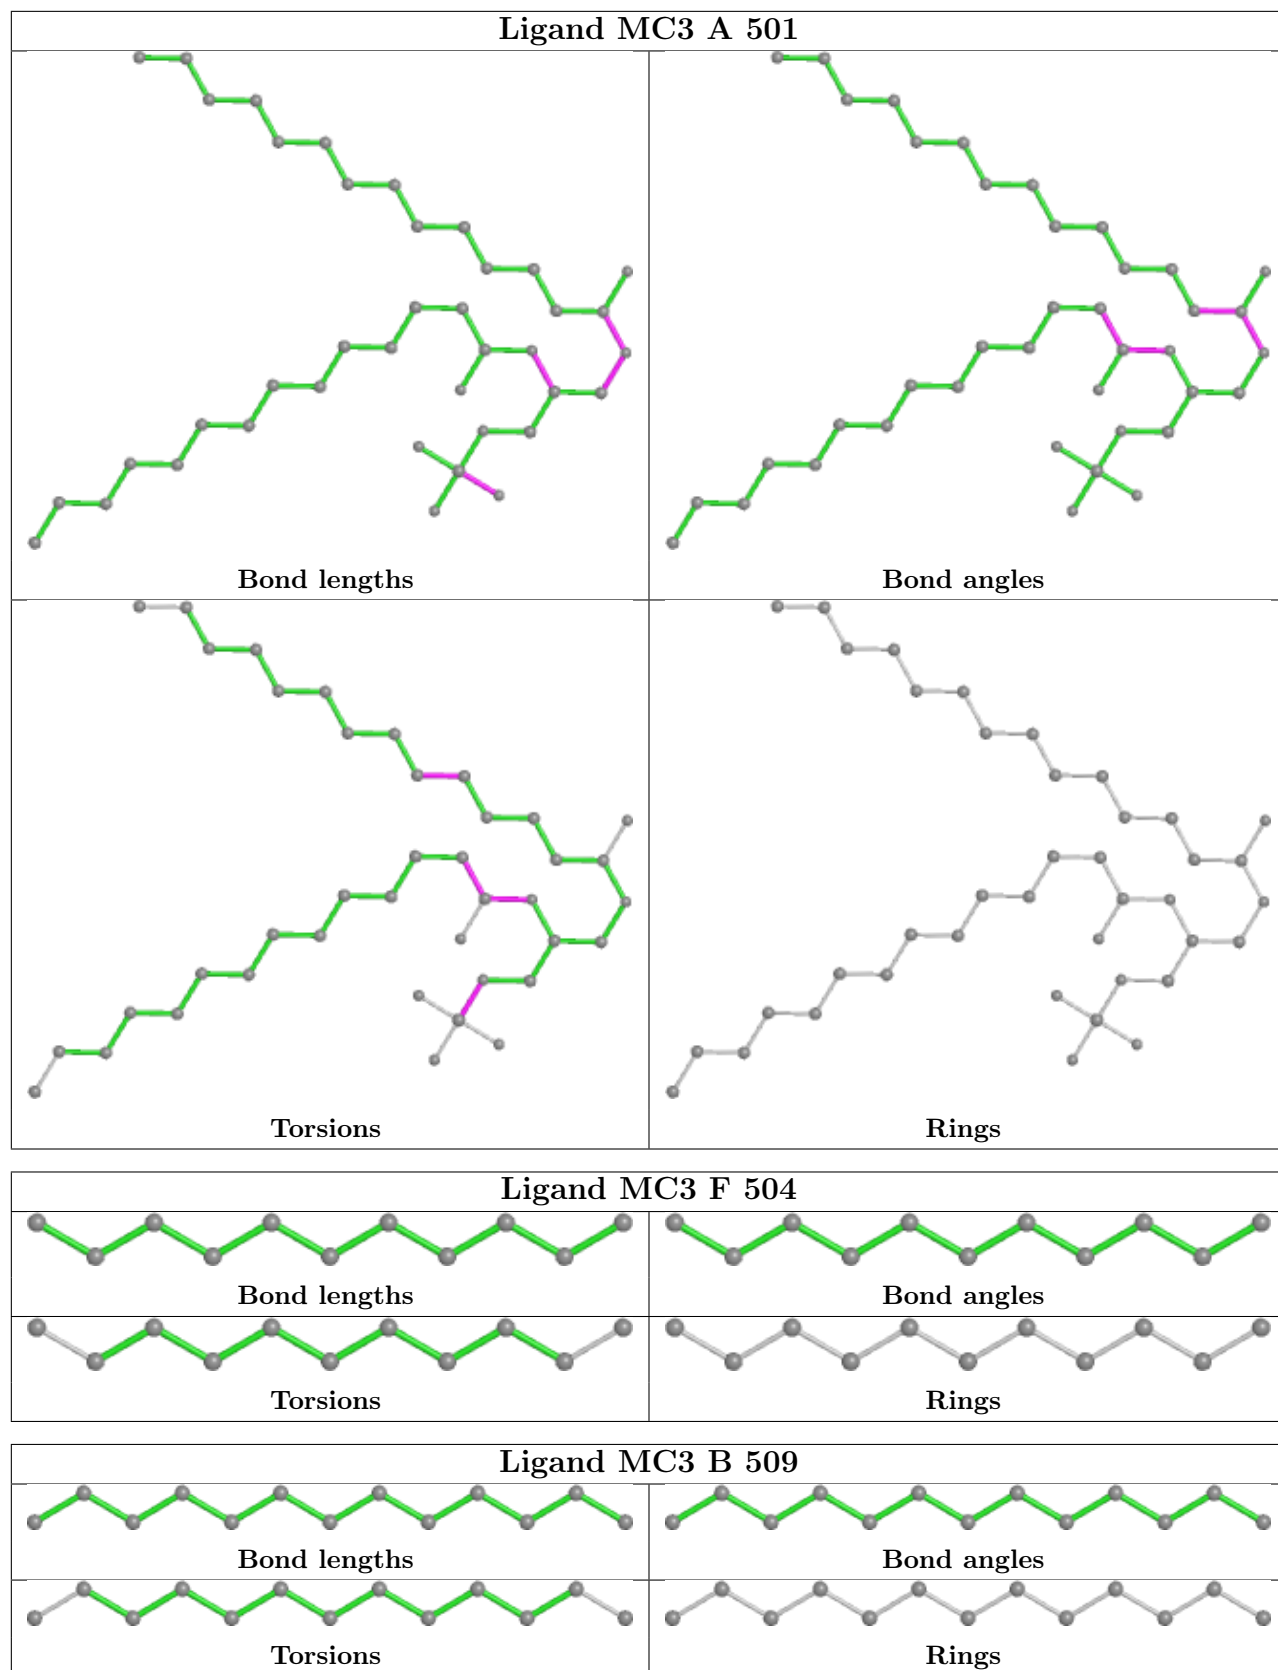 Ligand MC3 A 501
Bond lengths
Bond angles
Torsions
Rings
Ligand MC3 F 504
Bond lengths
Bond angles
Torsions
Rings
Ligand MC3 B 509
Bond lengths
Bond angles
Torsions
Rings